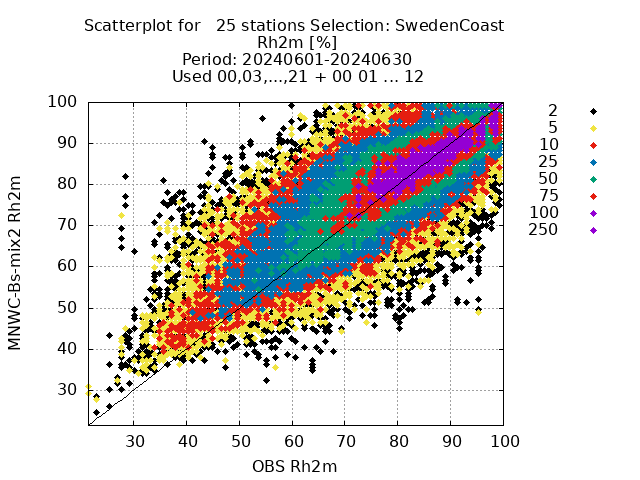 Scatterplot for   25 stations Selection: SwedenCoast
Rh2m [%]
Period: 20240601-20240630
Used 00,03,...,21 + 00 01 ... 12
100
90
80
70
60
50
40
30
MNWC-Bs-mix2 Rh2m
30 40 50 60 70 80 90 100
OBS Rh2m
2
5
10
25
50
75
100
250